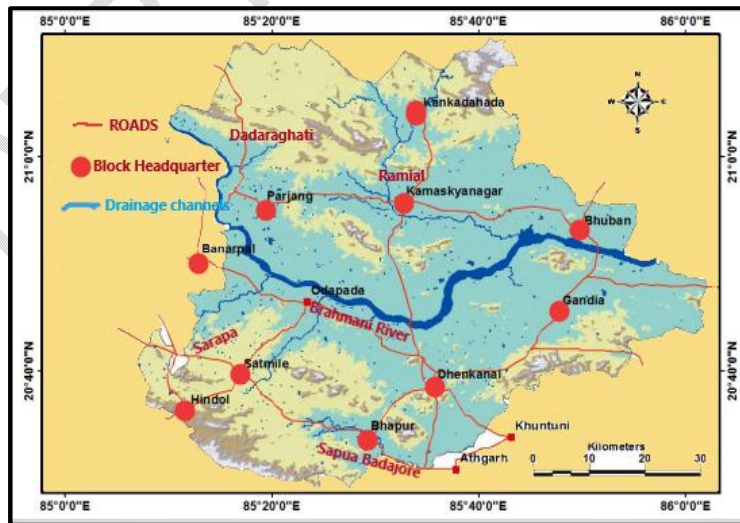 85°0'0"E 85°20'0"E 85°40'0"E 86°0'0"E
Kankadahada
W E
S
ROADS
Dadaraghati
21°0'0"N 21°0'0"N
Block Headquarter
Ramial
Parjang Kamaskyanagar
Drainage channels
Bhuban
Banarpal
Odapada
Gandia
Brahmani River
Sarapa
Satmile
20°40'0"N 20°40'0"N
Dhenkanal
Hindol
Bhapur
Khuntuni
Sapua Badajore
Athgarh
Kilometers
0 5 10 20 30
85°0'0"E 85°20'0"E 85°40'0"E 86°0'0"E